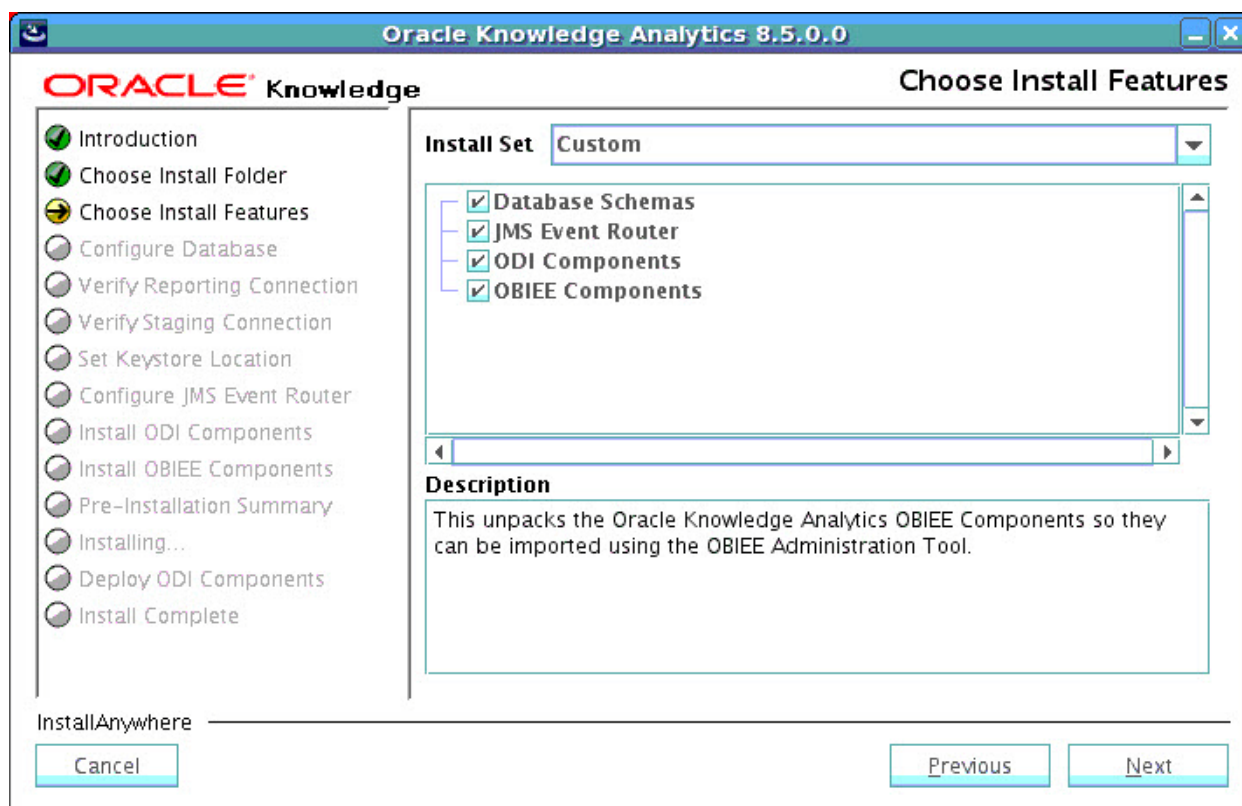 Oracle Knowledge Analytics 8.5.0.0
ORACLE Knowledge
Choose Install Features
Introduction
Choose Install Folder
Choose Install Features
Configure Database
Verify Reporting Connection
Verify Staging Connection
Set Keystore Location
Configure JMS Event Router
Install ODI Components
Install OBIEE Components
Pre-Installation Summary
Installing...
Deploy ODI Components
Install Complete
Install Set Custom
Database Schemas
JMS Event Router
ODI Components
OBIEE Components
Description
This unpacks the Oracle Knowledge Analytics OBIEE Components so they
can be imported using the OBIEE Administration Tool.
InstallAnywhere
Cancel
Previous
Next